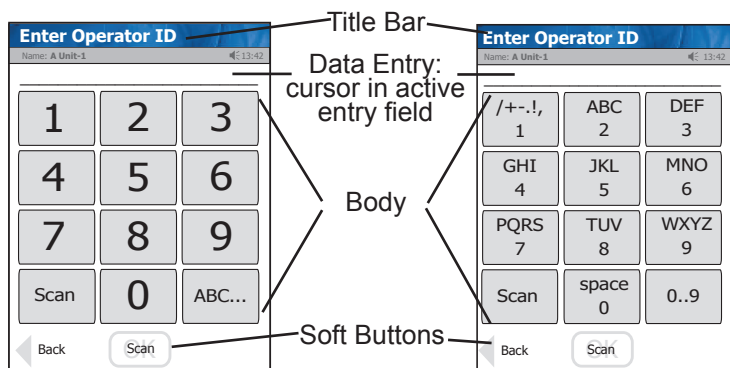 Enter Operator ID
Name: A Unit-1 13:42
1 2 3
4 5 6
7 8 9
Scan 0 ABC...
Back Scan OK
Title Bar
Data Entry:
cursor in active
entry field
Body
Soft Buttons
Enter Operator ID
Name: A Unit-1 13:42
/+-.!, ABC DEF
1 2 3
GHI JKL MNO
4 5 6
PQRS TUV WXYZ
7 8 9
Scan space 0..9
0
Back Scan OK